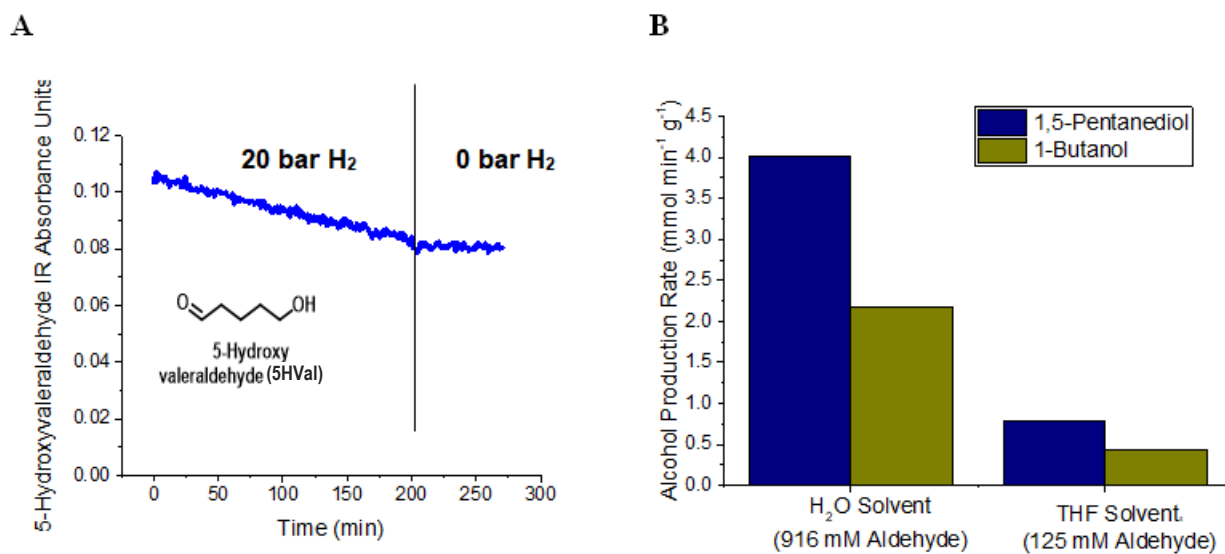 A
5-Hydroxyvaleraldehyde IR Absorbance Units
0.12
0.10
0.08
0.06
0.04
0.02
0.00
20 bar H₂
0 bar H₂
O
OH
5-Hydroxy
valeraldehyde (5HVal)
0
50
100
150
200
250
300
Time (min)
B
Alcohol Production Rate (mmol min⁻¹ g⁻¹)
4.5
4.0
3.5
3.0
2.5
2.0
1.5
1.0
0.5
0.0
1,5-Pentanediol
1-Butanol
H₂O Solvent
(916 mM Aldehyde)
THF Solvent.
(125 mM Aldehyde)